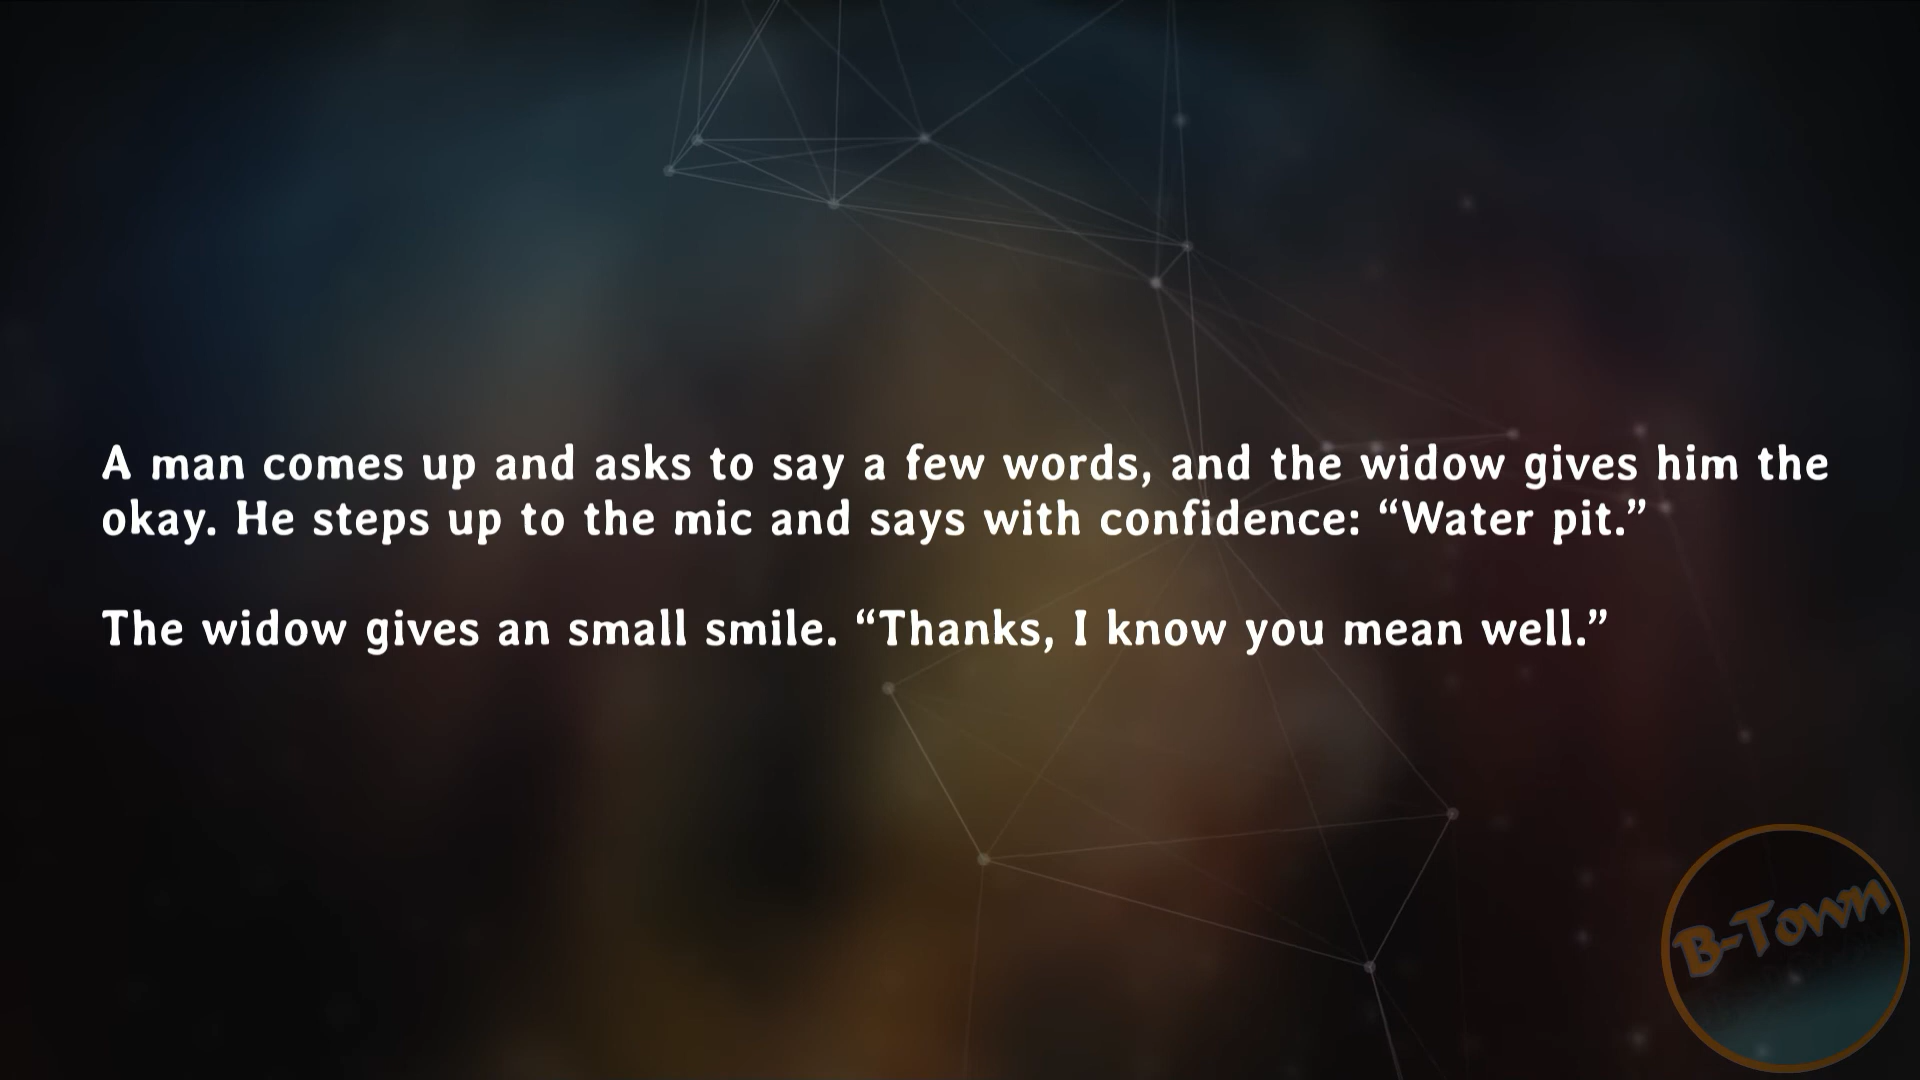 A man comes up and asks to say a few words, and the widow gives him the
okay. He steps up to the mic and says with confidence: “Water pit.”
The widow gives an small smile. “Thanks, I know you mean well.”
B-Town